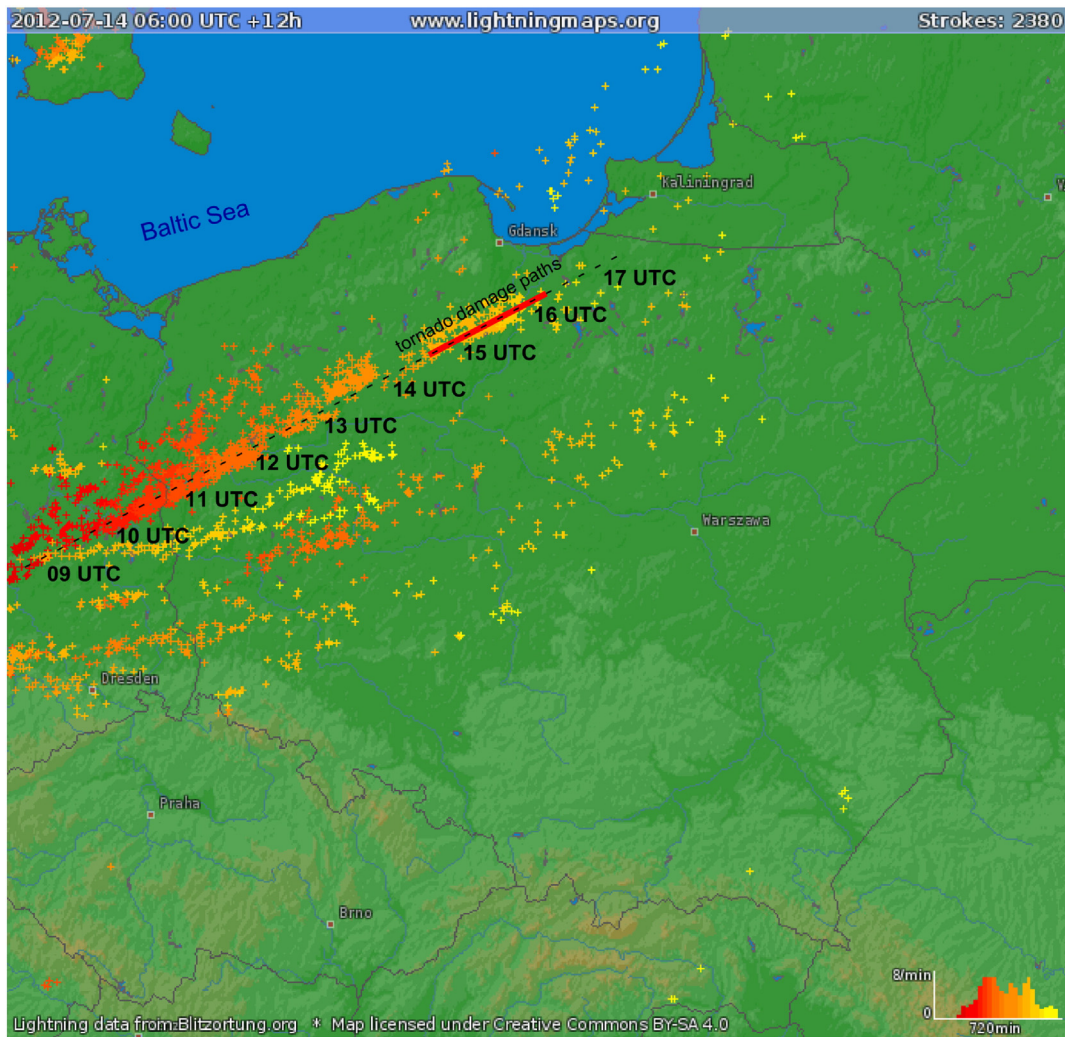 2012-07-14 06:00 UTC +12h
www.lightningmaps.org
Strokes: 2380
Baltic Sea
Kaliningrad
Gdansk
tornado damage paths
17 UTC
16 UTC
15 UTC
14 UTC
13 UTC
12 UTC
11 UTC
10 UTC
09 UTC
Warszawa
Dresden
Praha
Brno
8/min
0
720min
Lightning data from Blitzortung.org * Map licensed under Creative Commons BY-SA 4.0